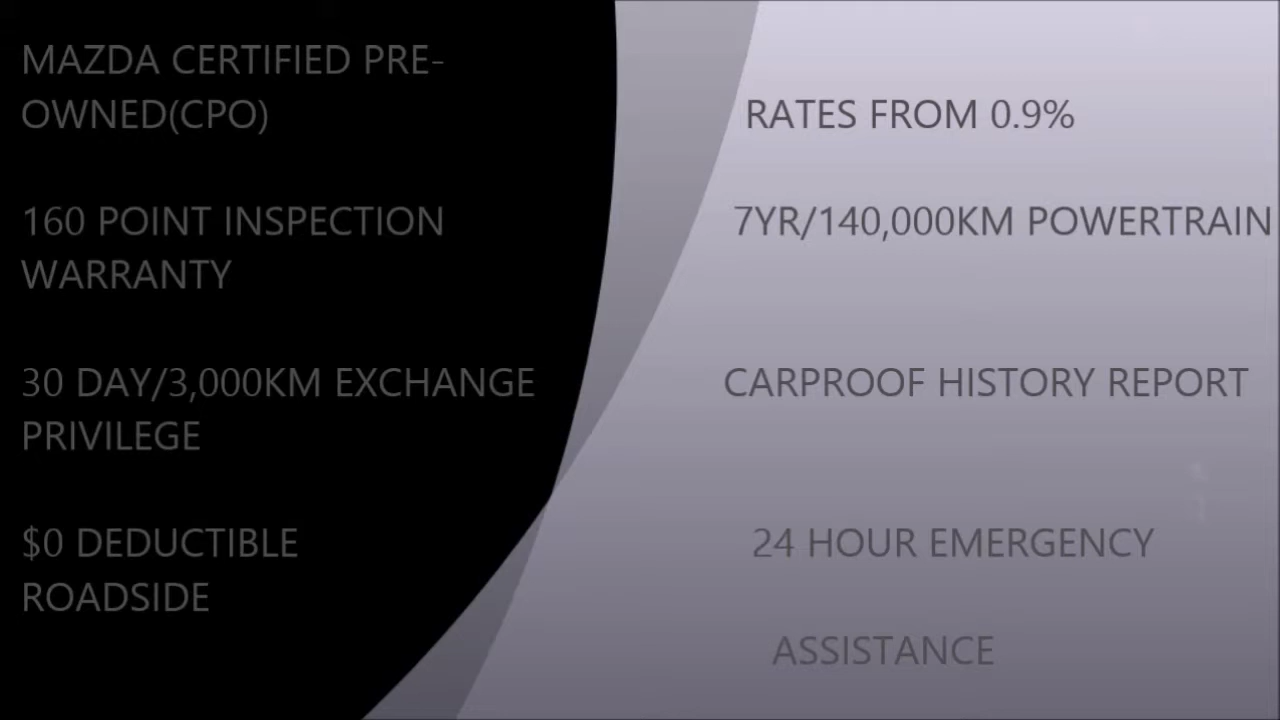 MAZDA CERTIFIED PRE-
OWNED(CPO) RATES FROM 0.9%
160 POINT INSPECTION 7YR/140,000KM POWERTRAIN
WARRANTY
30 DAY/3,000KM EXCHANGE CARPROOF HISTORY REPORT
PRIVILEGE
$0 DEDUCTIBLE 24 HOUR EMERGENCY
ROADSIDE
ASSISTANCE